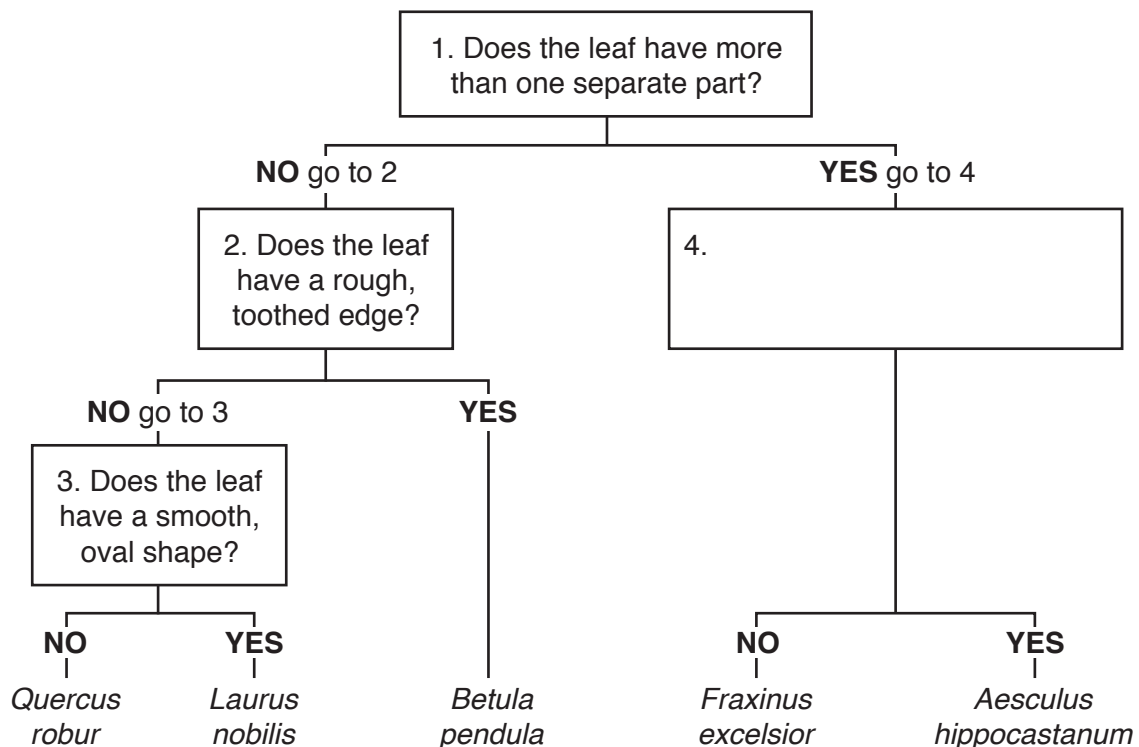 1. Does the leaf have more
than one separate part?
NO go to 2
YES go to 4
2. Does the leaf
have a rough,
toothed edge?
4.
NO go to 3
YES
3. Does the leaf
have a smooth,
oval shape?
NO
YES
NO
YES
Quercus
robur
Laurus
nobilis
Betula
pendula
Fraxinus
excelsior
Aesculus
hippocastanum